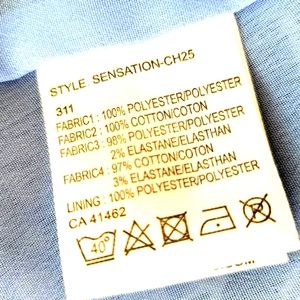 STYLE SENSATION-CH25
311
FABRIC1 : 100% POLYESTER/POLYESTER
FABRIC2 : 100% COTTON/COTON
FABRIC3 : 98% POLYESTER/POLYESTER
2% ELASTANE/ELASTHAN
FABRIC4 : 97% COTTON/COTON
3% ELASTANE/ELASTHAN
LINING : 100% POLYESTER/POLYESTER
CA 41462
40°